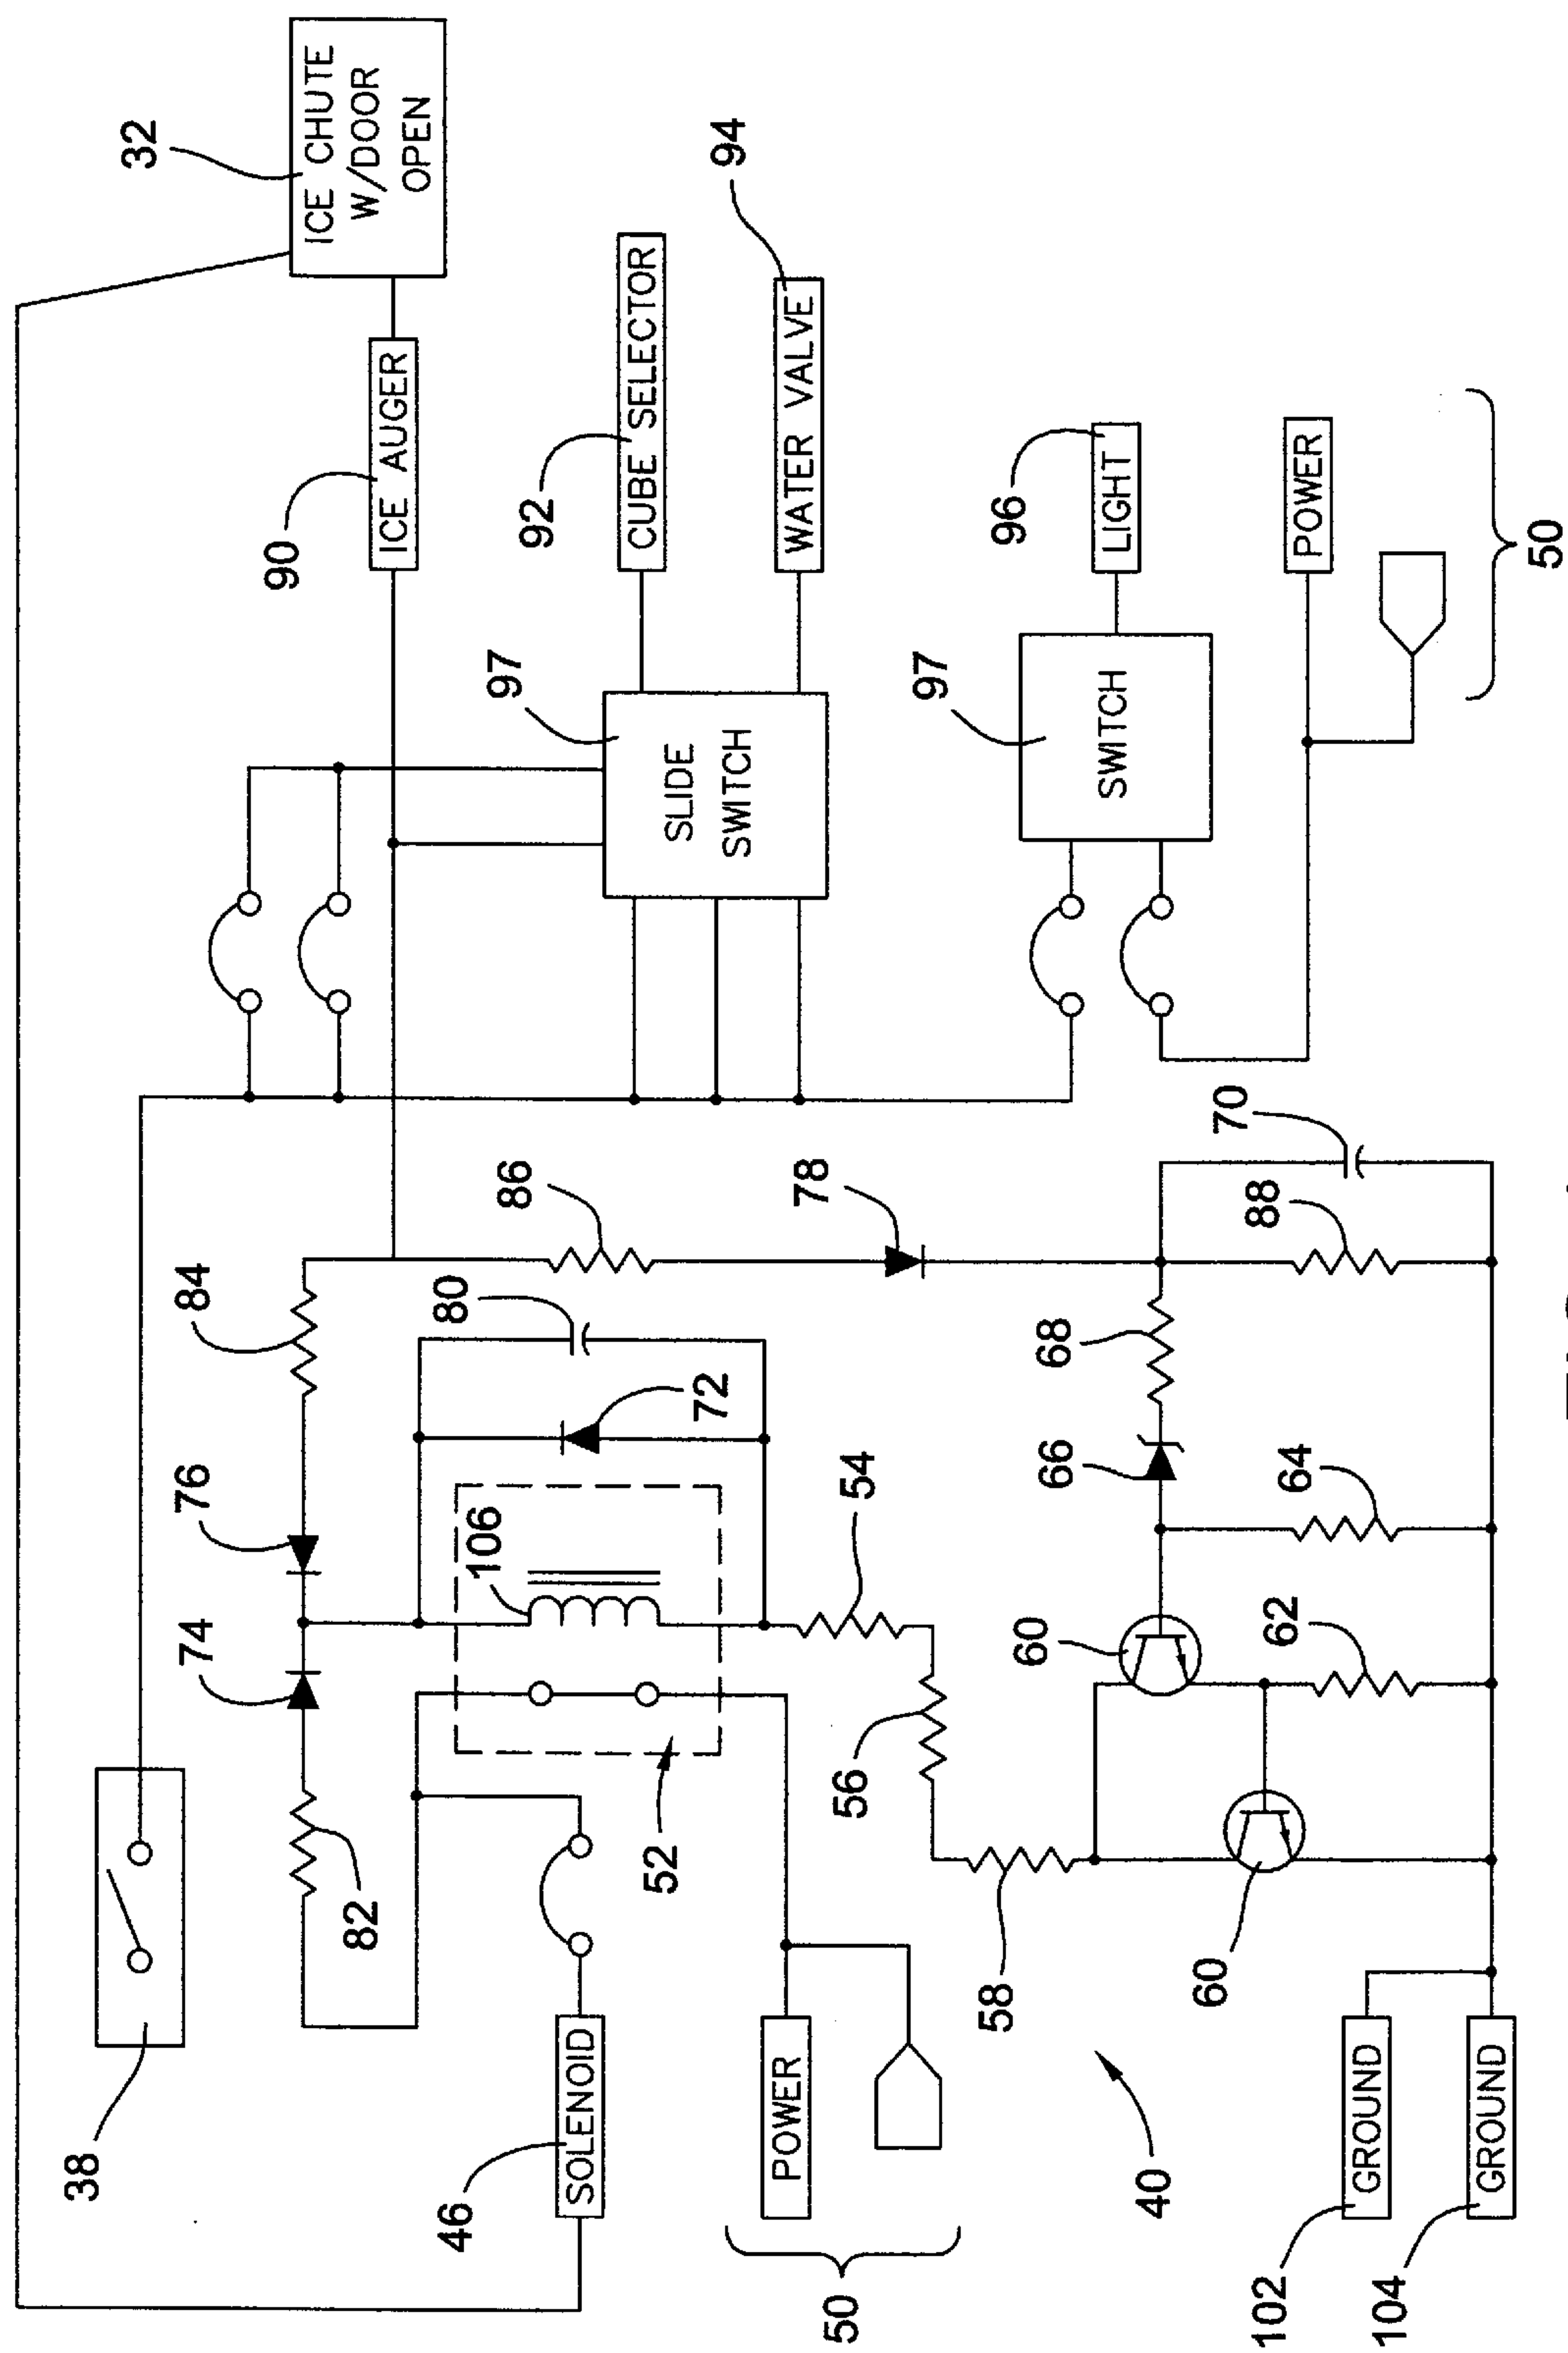 38
32
ICE CHUTE
W/DOOR
OPEN
82
74
76
84
90
ICE AUGER
46
SOLENOID
52
106
80
86
97
92
CUBE SELECTOR
72
SLIDE
SWITCH
94
WATER VALVE
50
POWER
56
54
78
97
58
60
68
96
LIGHT
66
SWITCH
40
60
62
64
88
70
POWER
102
GROUND
104
GROUND
50